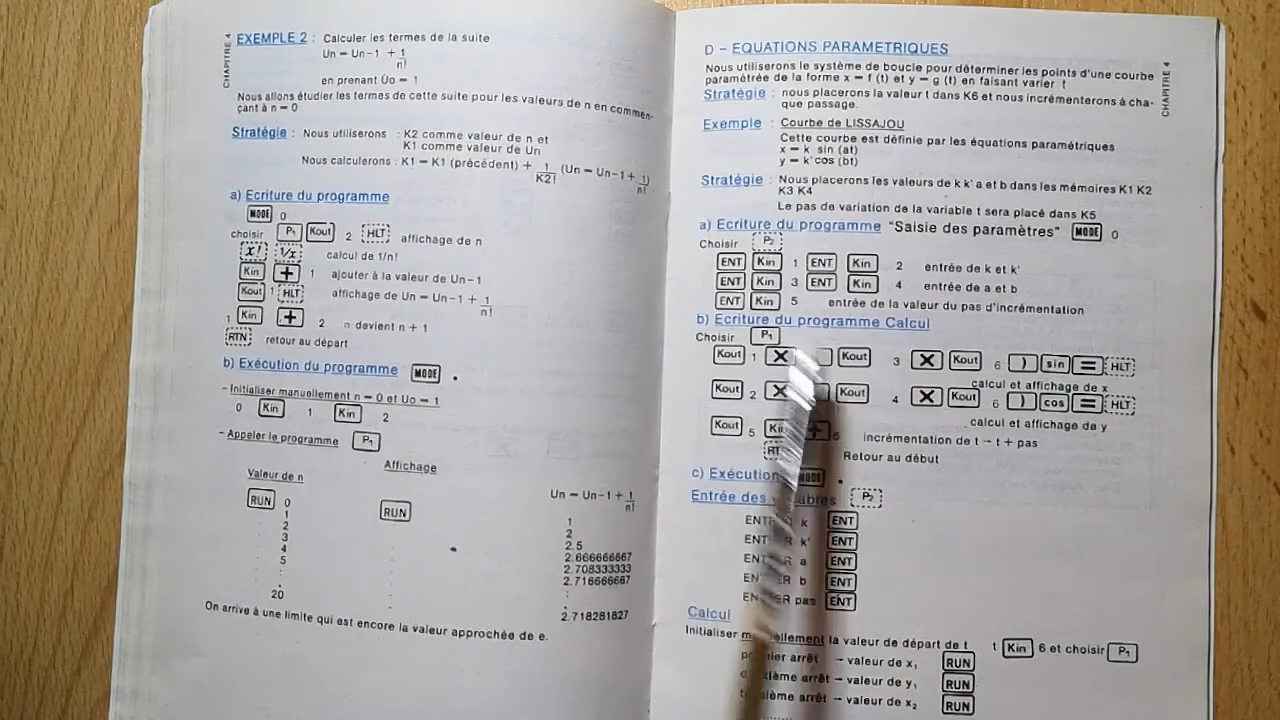 CHAPITRE 4
EXEMPLE 2 : Calculer les termes de la suite
Un = Un-1 + 1/n!
en prenant Uo = 1
Nous allons étudier les termes de cette suite pour les valeurs de n en commen-
çant à n = 0
Stratégie : Nous utiliserons : K2 comme valeur de n et
K1 comme valeur de Un
Nous calculerons : K1 = K1 (précédent) + 1/K2! (Un = Un-1 + 1/n!)
a) Ecriture du programme
MODE 0
choisir P1 Kout 2 HLT affichage de n
x! 1/x calcul de 1/n!
Kin + 1 ajouter à la valeur de Un-1
Kout 1 HLT affichage de Un = Un-1 + 1/n!
1 Kin + 2 n devient n + 1
RTN retour au départ
b) Exécution du programme MODE .
- Initialiser manuellement n = 0 et Uo = 1
0 Kin 1 Kin 2
- Appeler le programme P1
Affichage
Valeur de n
Un = Un-1 + 1/n!
RUN 0 RUN
1 1
2 2
3 2.5
4 2.666666667
5 2.708333333
2.716666667
:
.
20
2.718281827
On arrive à une limite qui est encore la valeur approchée de e.
D - EQUATIONS PARAMETRIQUES
CHAPITRE 4
Nous utiliserons le système de boucle pour déterminer les points d'une courbe
paramétrée de la forme x = f (t) et y = g (t) en faisant varier t
Stratégie : nous placerons la valeur t dans K6 et nous incrémenterons à cha-
que passage.
Exemple : Courbe de LISSAJOU
Cette courbe est définie par les équations paramétriques
x = k sin (at)
y = k' cos (bt)
Stratégie : Nous placerons les valeurs de k k' a et b dans les mémoires K1 K2
K3 K4
Le pas de variation de la variable t sera placé dans K5
a) Ecriture du programme "Saisie des paramètres" MODE 0
Choisir P2
ENT Kin 1 ENT Kin 2 entrée de k et k'
ENT Kin 3 ENT Kin 4 entrée de a et b
ENT Kin 5 entrée de la valeur du pas d'incrémentation
b) Ecriture du programme Calcul
Choisir P1
Kout 1 × Kout 3 × Kout 6 ) sin = HLT
calcul et affichage de x
Kout 2 × Kout 4 × Kout 6 ) cos = HLT
calcul et affichage de y
Kout 5 + 6 incrémentation de t → t + pas
Retour au début
c) Exécution MODE .
Entrée des P2
k ENT
k' ENT
a ENT
b ENT
pas ENT
Calcul
Initialiser la valeur de départ de t t Kin 6 et choisir P1
arrêt → valeur de x1 RUN
arrêt → valeur de y1 RUN
arrêt → valeur de x2 RUN